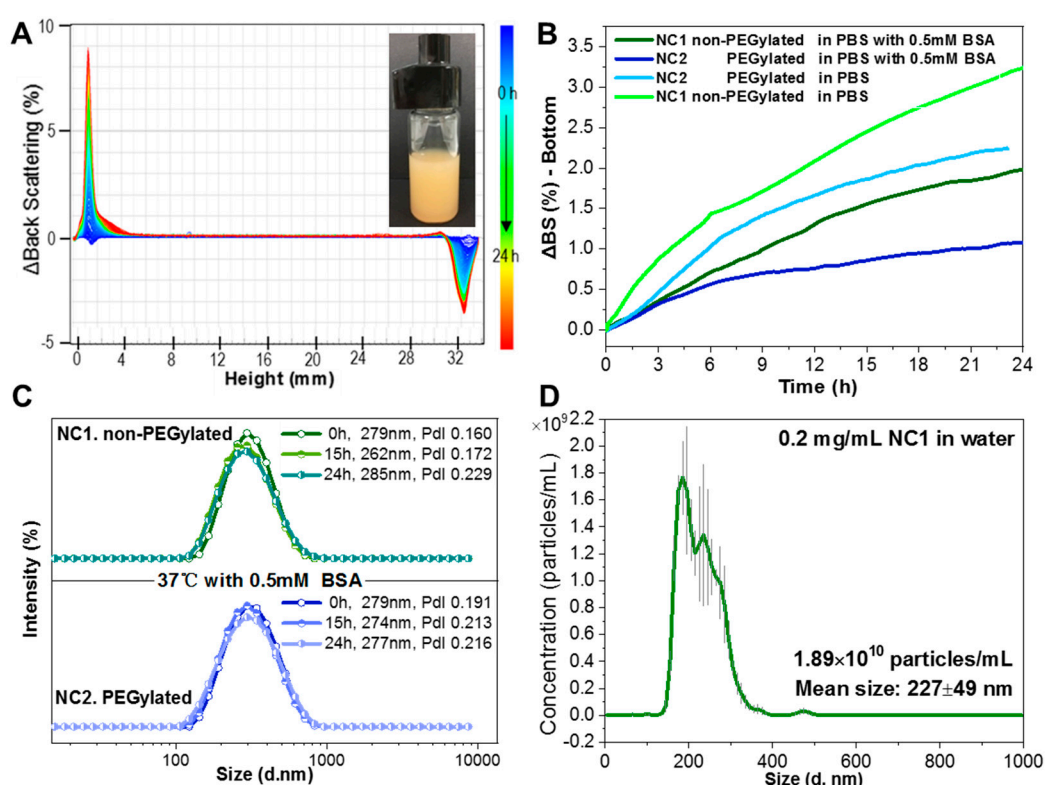 A
ΔBack Scattering (%)
10
5
0
-5
0
4
8
12
16
20
24
28
32
Height (mm)
0 h
24 h
B
ΔBS (%) - Bottom
3.5
3.0
2.5
2.0
1.5
1.0
0.5
0.0
NC1 non-PEGylated in PBS with 0.5mM BSA
NC2 PEGylated in PBS with 0.5mM BSA
NC2 PEGylated in PBS
NC1 non-PEGylated in PBS
0 3 6 9 12 15 18 21 24
Time (h)
C
Intensity (%)
NC1. non-PEGylated
0h, 279nm, PdI 0.160
15h, 262nm, PdI 0.172
24h, 285nm, PdI 0.229
37℃ with 0.5mM BSA
0h, 279nm, PdI 0.191
15h, 274nm, PdI 0.213
24h, 277nm, PdI 0.216
NC2. PEGylated
100 1000 10000
Size (d.nm)
D
×10⁹
Concentration (particles/mL)
2.2
2.0
1.8
1.6
1.4
1.2
1.0
0.8
0.6
0.4
0.2
0.0
-0.2
0.2 mg/mL NC1 in water
1.89×10¹⁰ particles/mL
Mean size: 227±49 nm
0 200 400 600 800 1000
Size (d. nm)